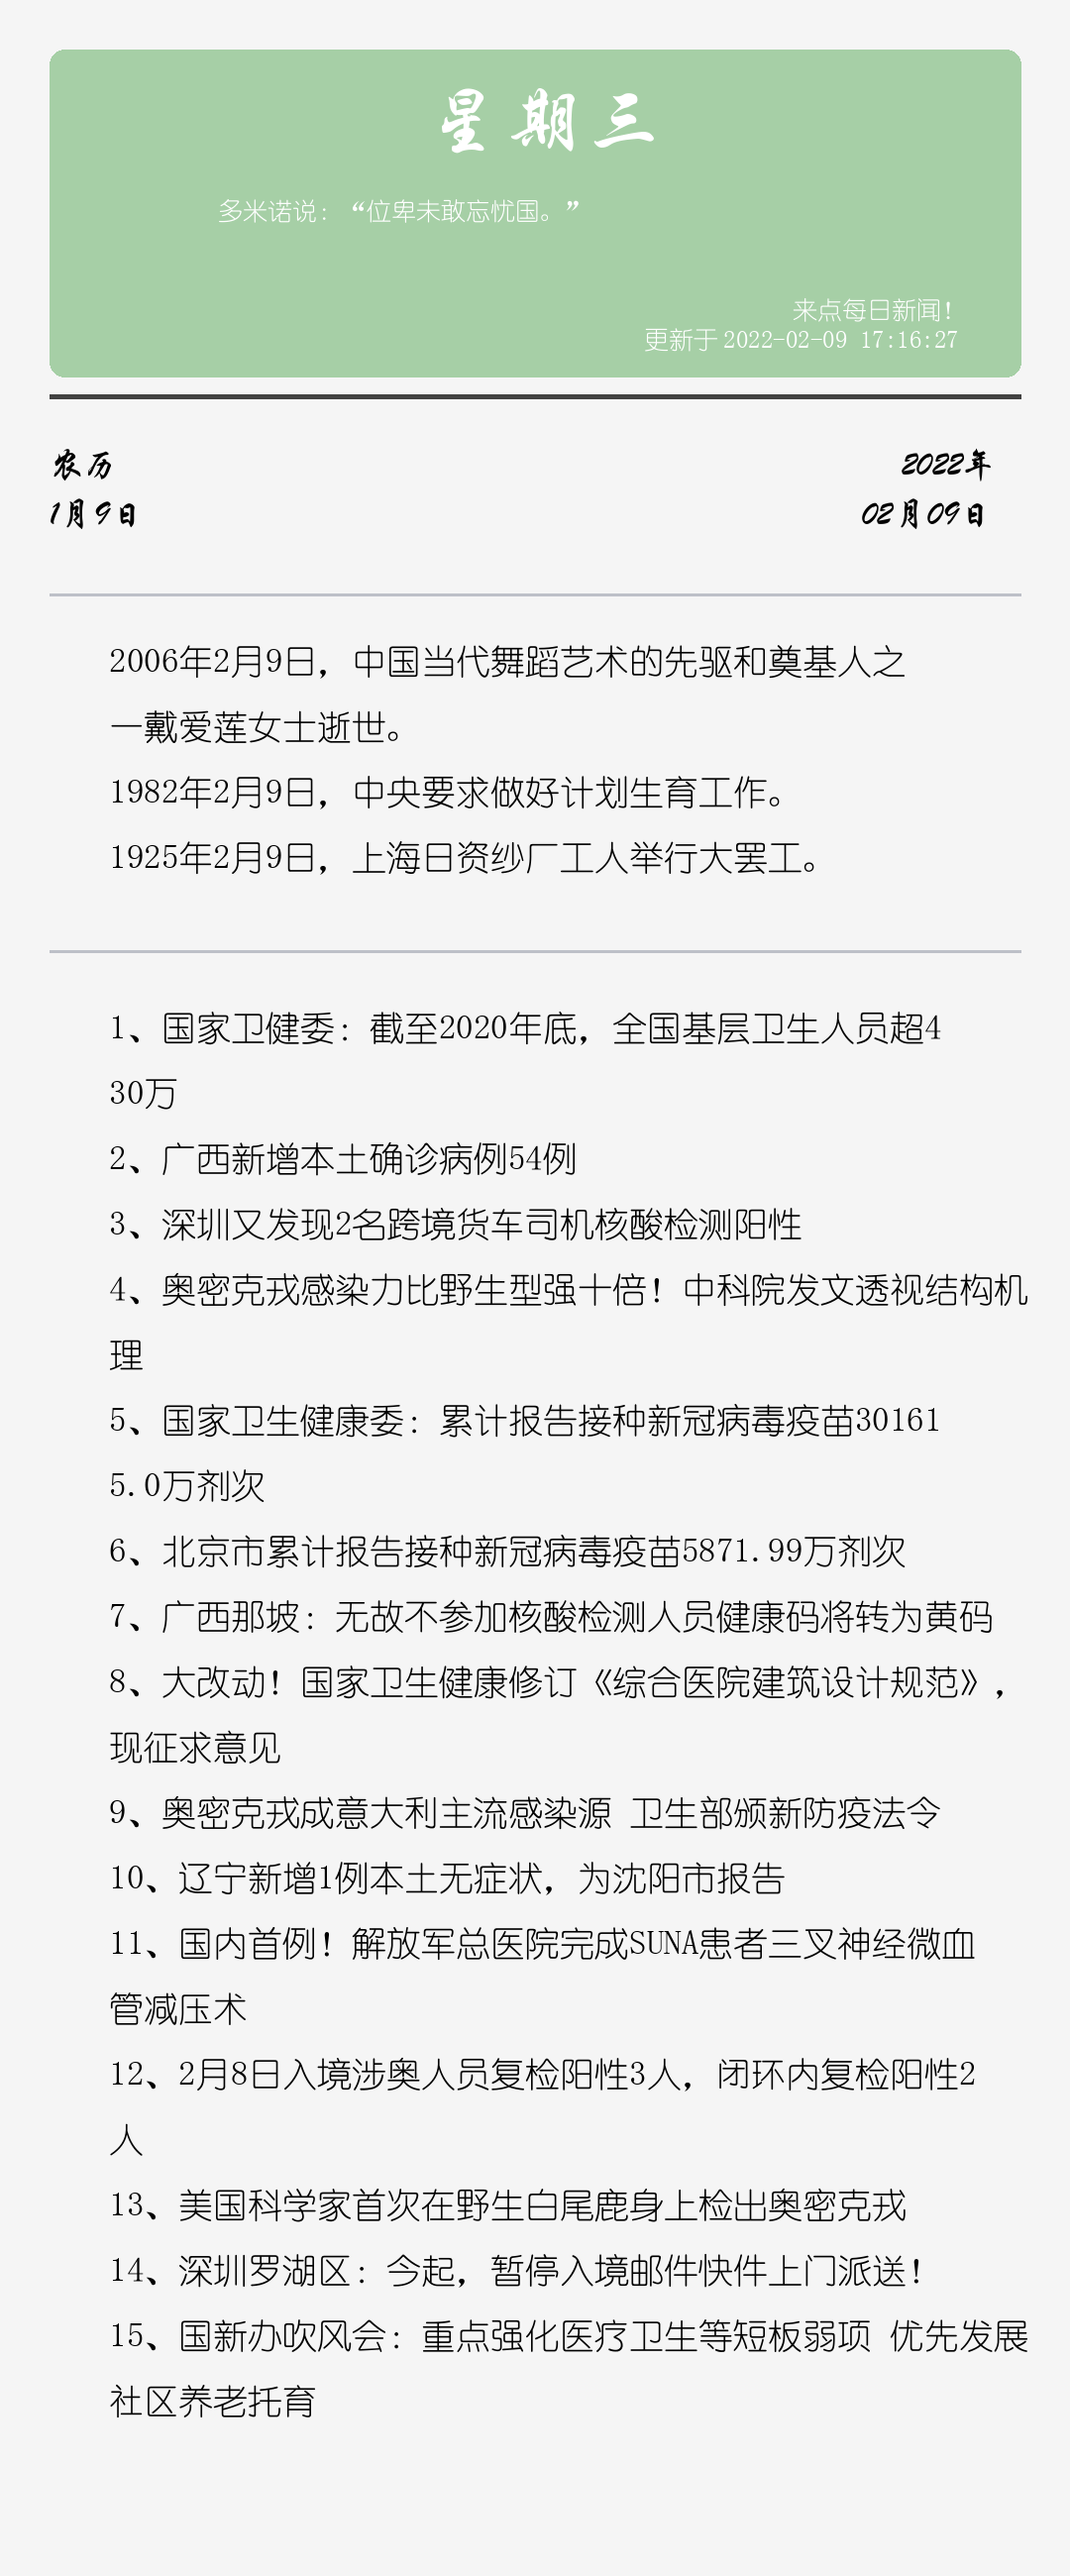 星期三
多米诺说：“位卑未敢忘忧国。”
来点每日新闻！
更新于 2022-02-09 17:16:27
农历
2022年
1月9日
02月09日
2006年2月9日，中国当代舞蹈艺术的先驱和奠基人之
一戴爱莲女士逝世。
1982年2月9日，中央要求做好计划生育工作。
1925年2月9日，上海日资纱厂工人举行大罢工。
1、国家卫健委：截至2020年底，全国基层卫生人员超4
30万
2、广西新增本土确诊病例54例
3、深圳又发现2名跨境货车司机核酸检测阳性
4、奥密克戎感染力比野生型强十倍！中科院发文透视结构机
理
5、国家卫生健康委：累计报告接种新冠病毒疫苗30161
5.0万剂次
6、北京市累计报告接种新冠病毒疫苗5871.99万剂次
7、广西那坡：无故不参加核酸检测人员健康码将转为黄码
8、大改动！国家卫生健康修订《综合医院建筑设计规范》，
现征求意见
9、奥密克戎成意大利主流感染源 卫生部颁新防疫法令
10、辽宁新增1例本土无症状，为沈阳市报告
11、国内首例！解放军总医院完成SUNA患者三叉神经微血
管减压术
12、2月8日入境涉奥人员复检阳性3人，闭环内复检阳性2
人
13、美国科学家首次在野生白尾鹿身上检出奥密克戎
14、深圳罗湖区：今起，暂停入境邮件快件上门派送！
15、国新办吹风会：重点强化医疗卫生等短板弱项 优先发展
社区养老托育